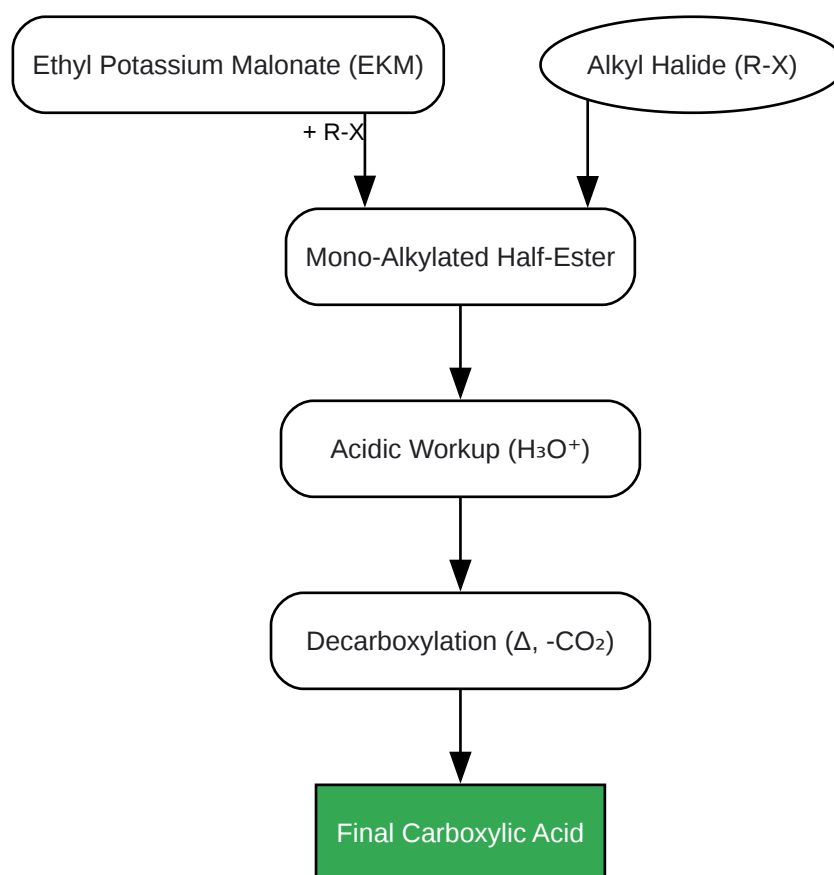 Ethyl Potassium Malonate (EKM)
Alkyl Halide (R-X)
+ R-X
Mono-Alkylated Half-Ester
Acidic Workup (H₃O⁺)
Decarboxylation (Δ, -CO₂)
Final Carboxylic Acid